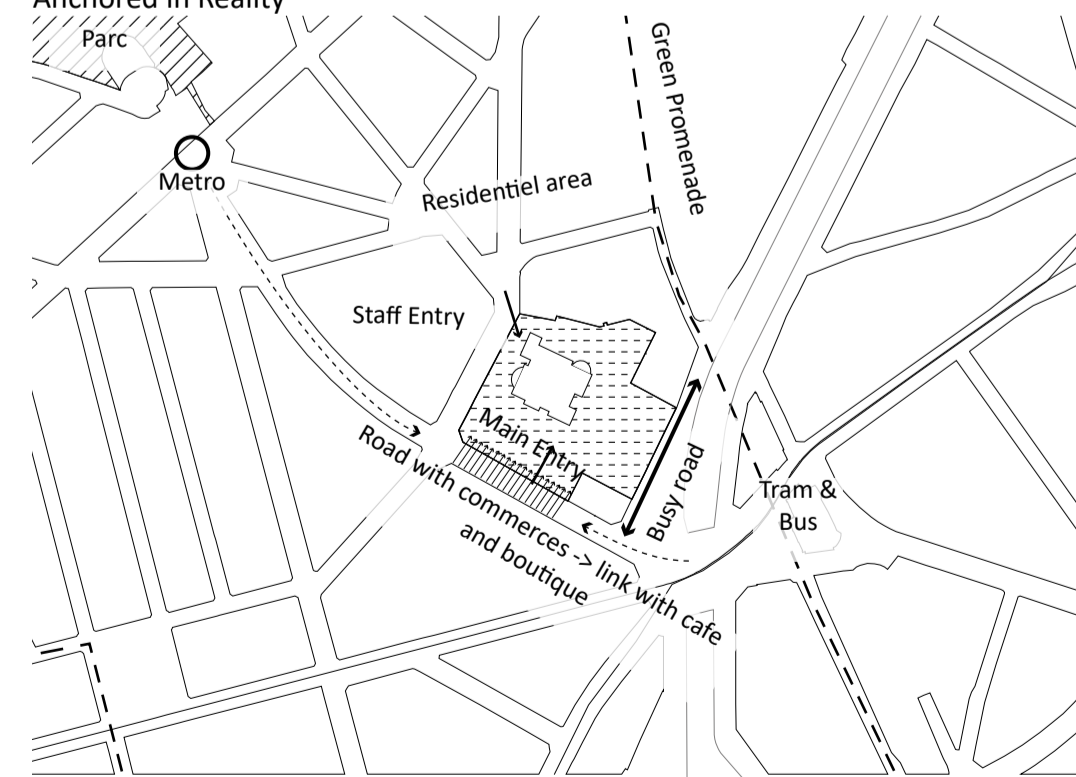 Anchored in Reality
Parc
Green Promenade
Metro
Residentiel area
Staff Entry
Main Entry
Busy road
Tram &
Bus
Road with commerces -> link with cafe
and boutique